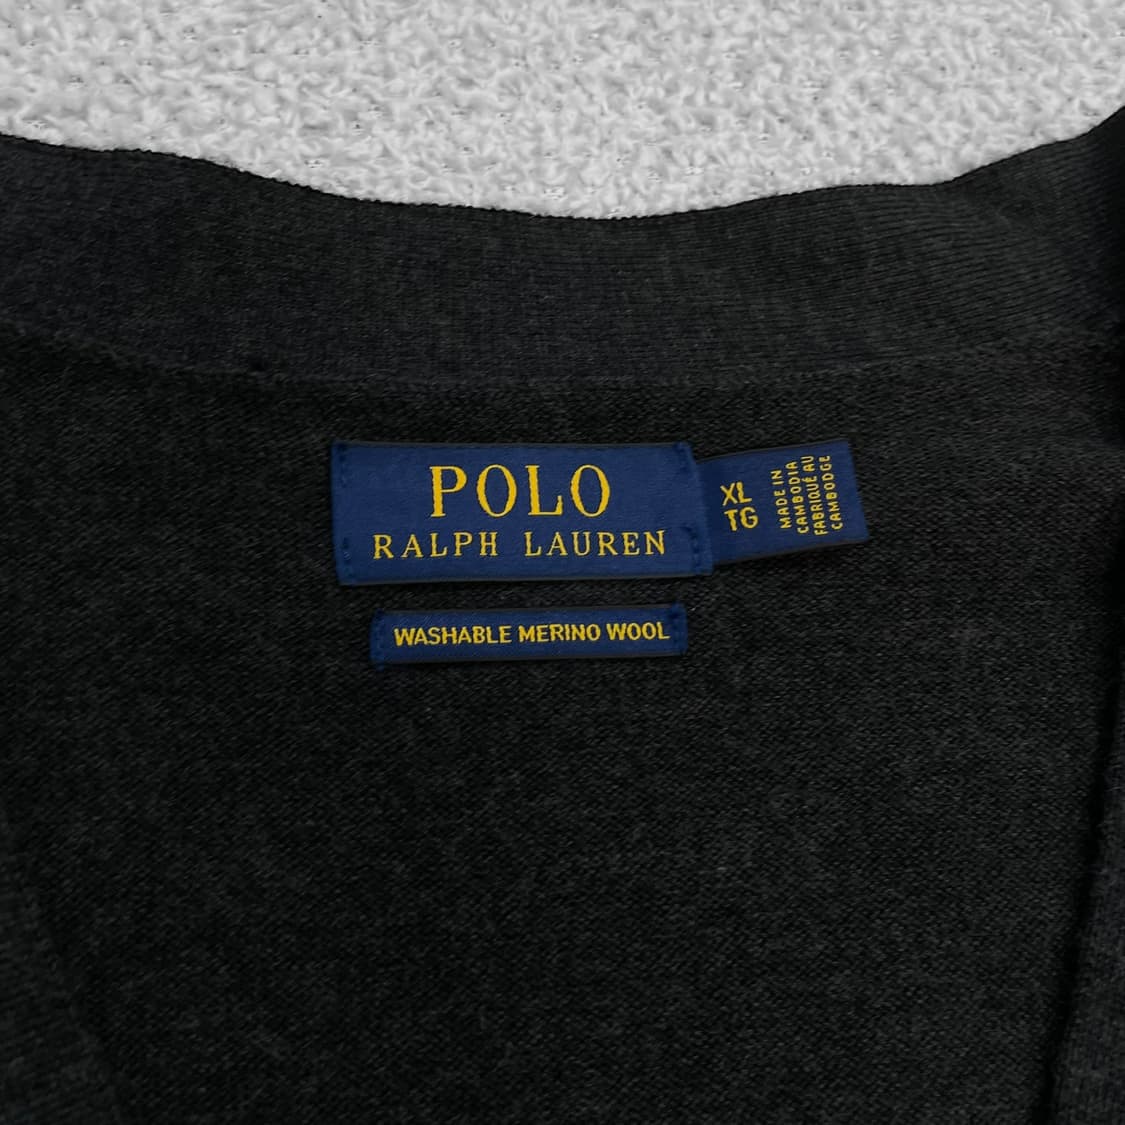 POLO
RALPH LAUREN
XL
TG
MADE IN
CAMBODIA
FABRIQUÉ AU
CAMBODGE
WASHABLE MERINO WOOL